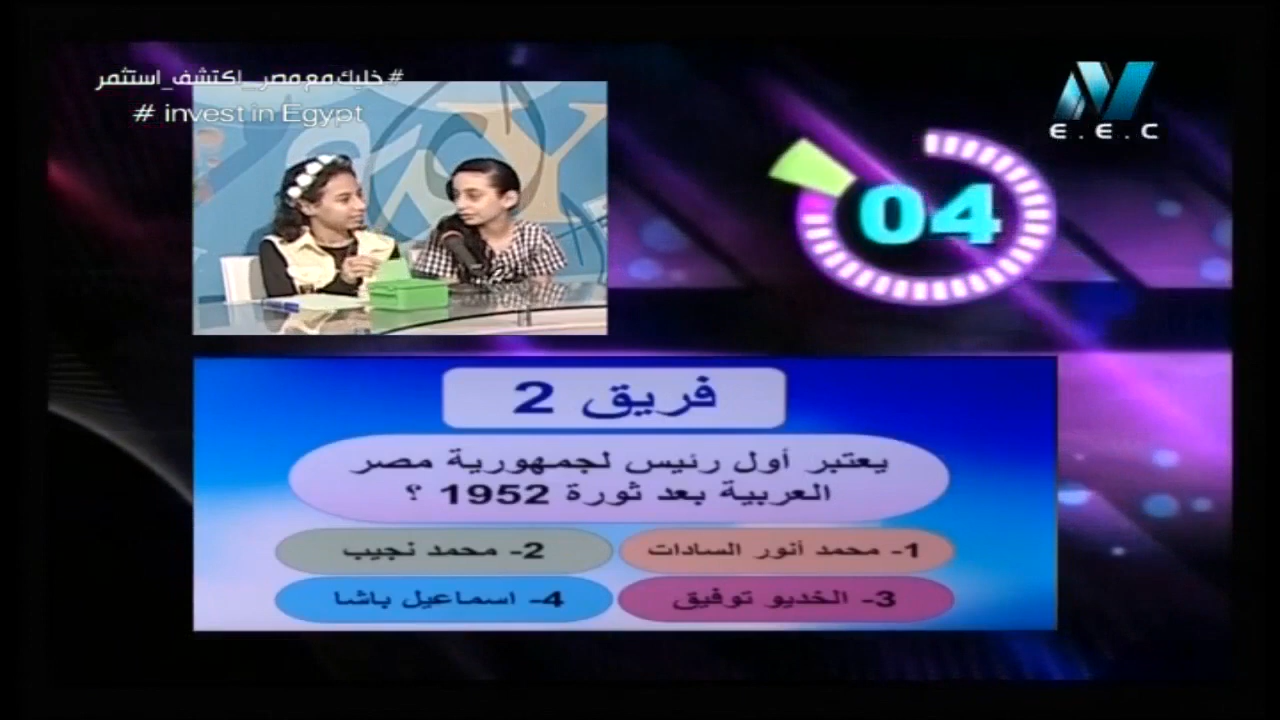 #خليك_مع_مصر_إكتشف_استثمر
# invest in Egypt
E.E.C
04
فريق 2
يعتبر أول رئيس لجمهورية مصر
العربية بعد ثورة 1952 ؟
1- محمد أنور السادات
2- محمد نجيب
3- الخديو توفيق
4- اسماعيل باشا